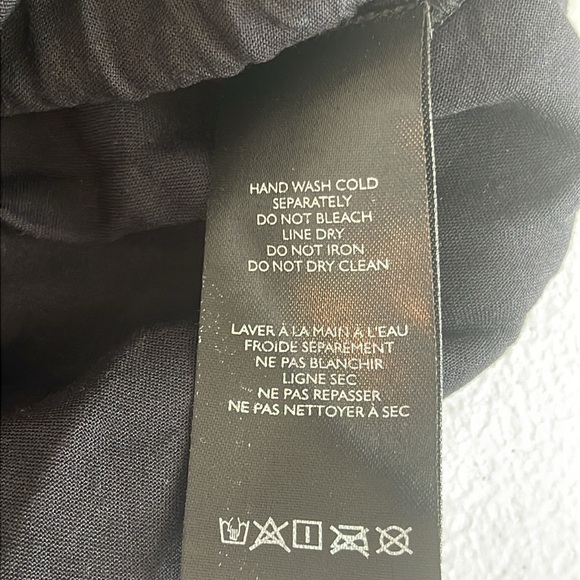 HAND WASH COLD
SEPARATELY
DO NOT BLEACH
LINE DRY
DO NOT IRON
DO NOT DRY CLEAN
LAVER À LA MAIN À L'EAU
FROIDE SÉPARÉMENT
NE PAS BLANCHIR
LIGNE SEC
NE PAS REPASSER
NE PAS NETTOYER À SEC